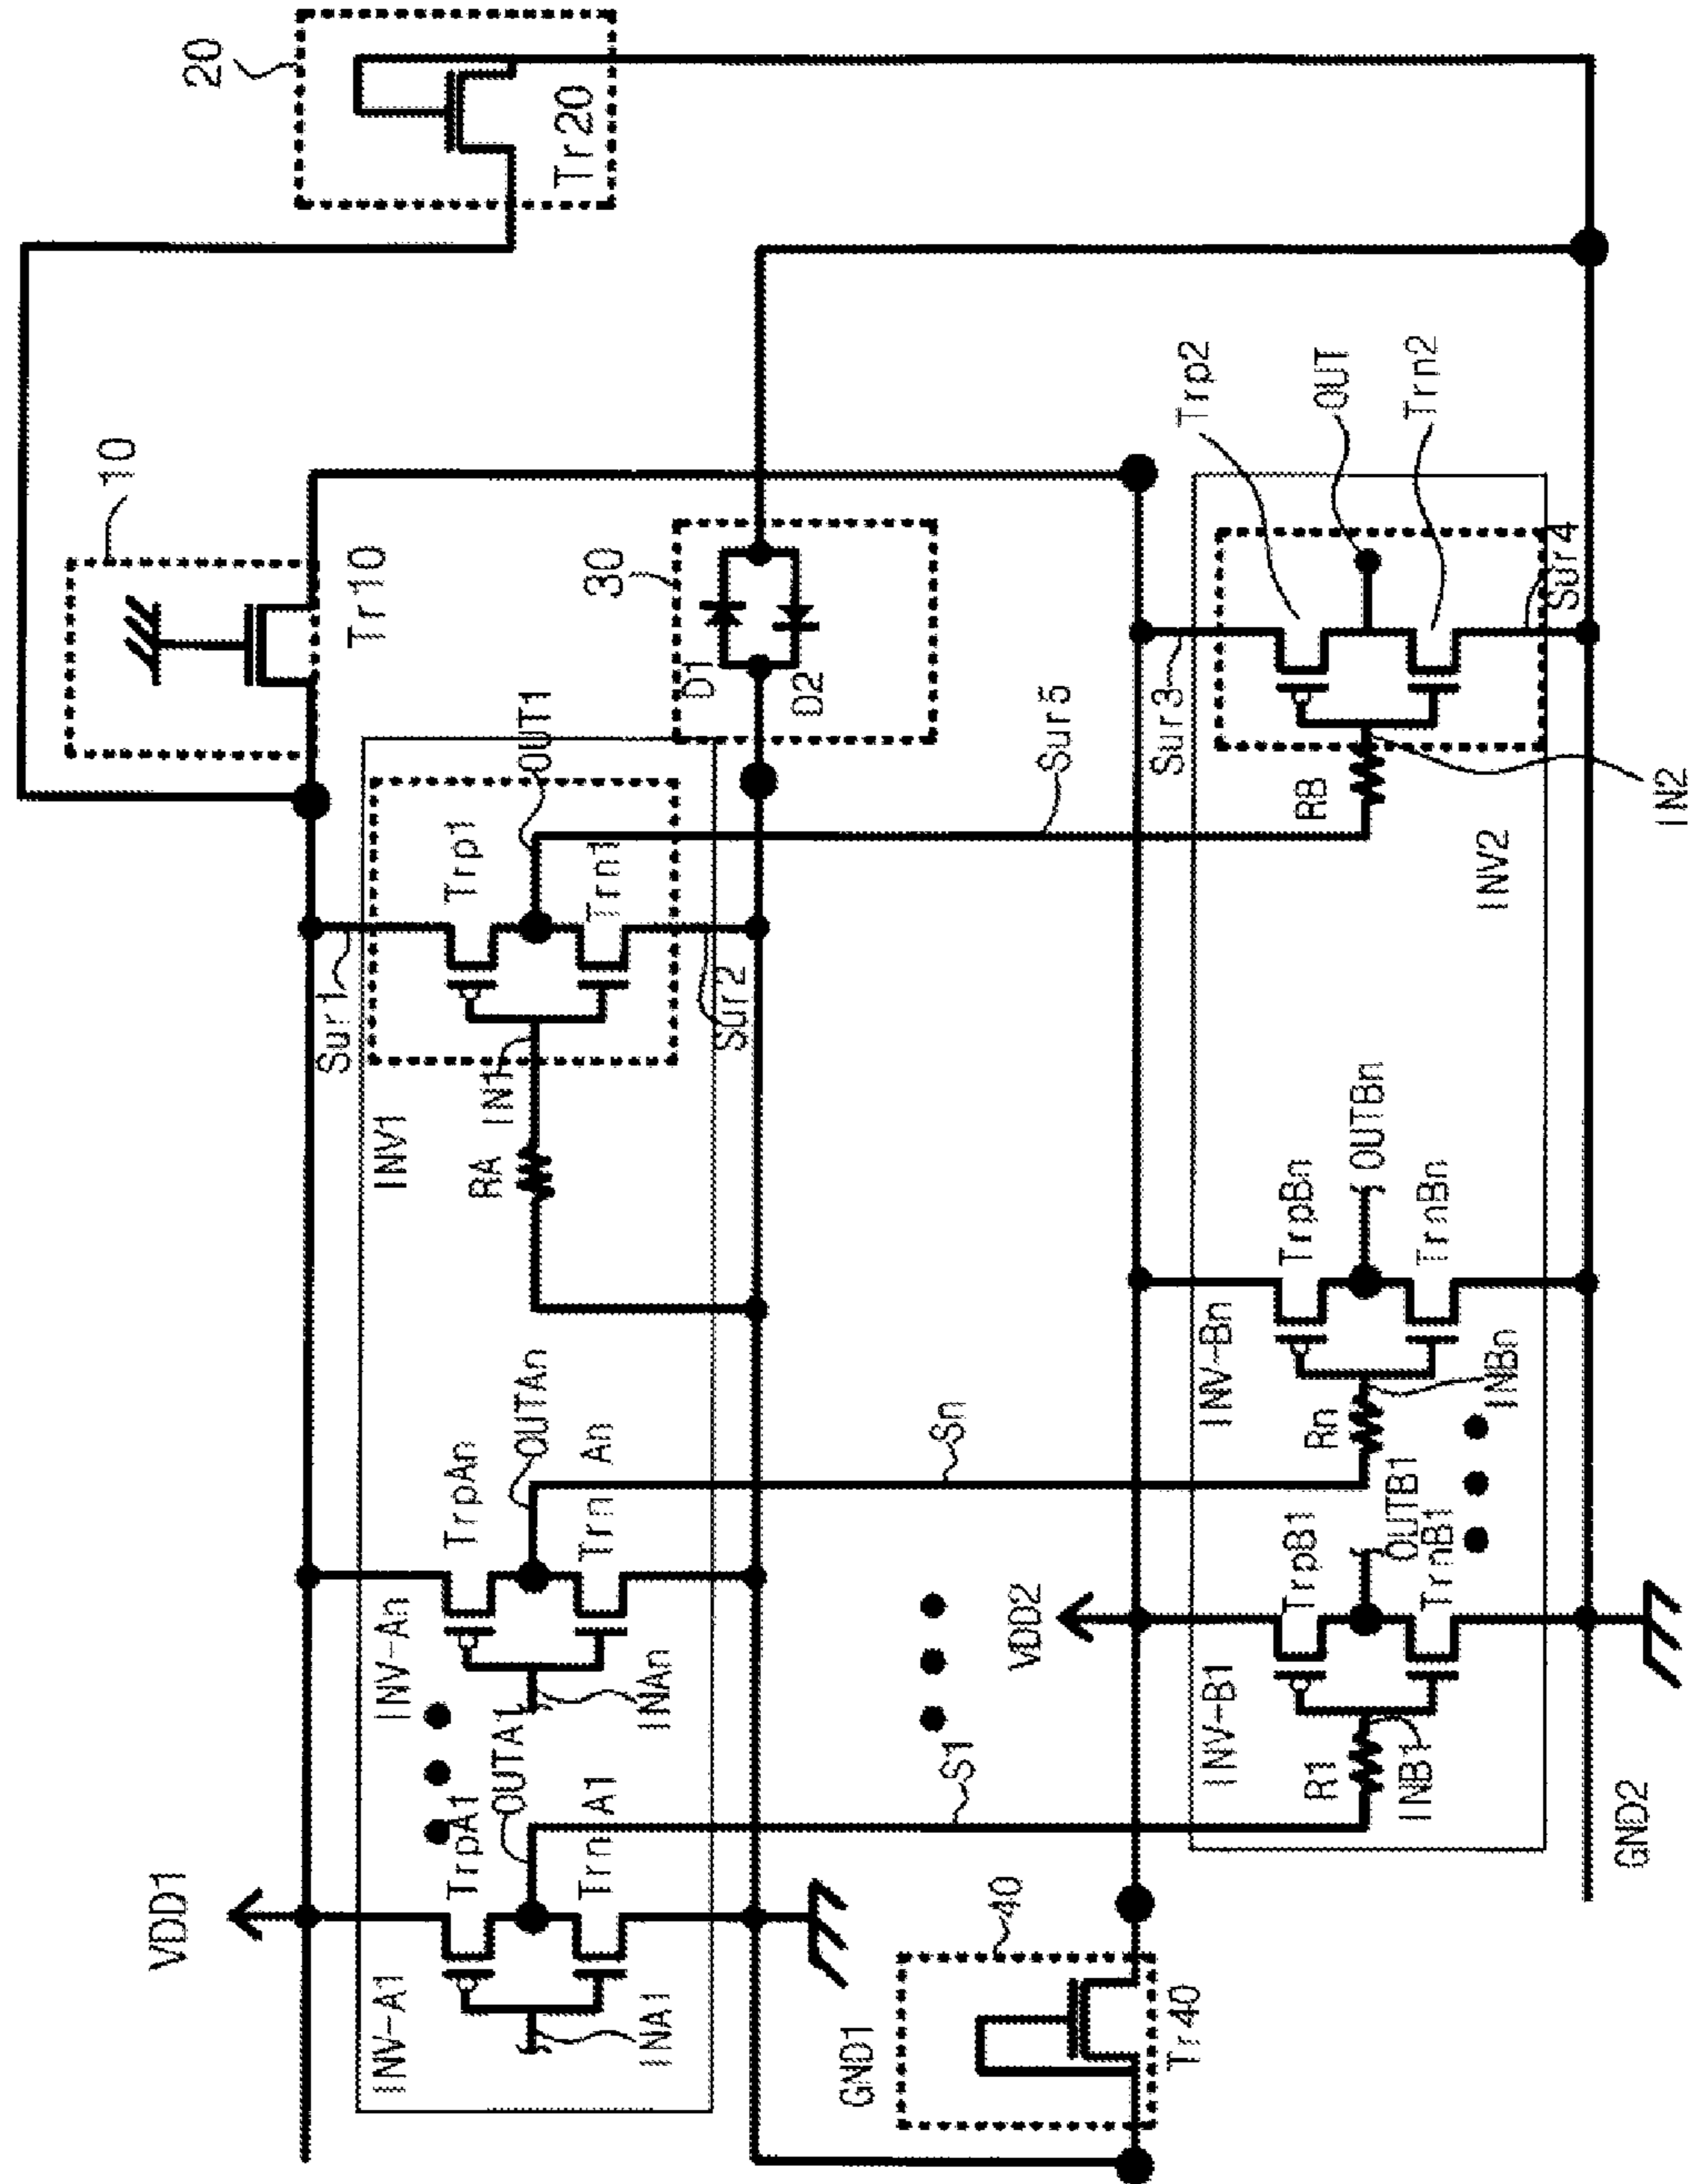 20
Tr20
10
Tr10
30
D1
D2
Trp2
OUT
Trn2
Sur4
Sur3
Sur5
RB
IN2
INV2
OUT1
Trp1
Trn1
Sur1
Sur2
IN1
INV1
RA
OUTBn
TrpBn
TrnBn
INV-Bn
INBn
Rn
Sn
OUTAn
TrpAn
Trn An
INV-An
INAn
OUTB1
TrpB1
TrnB1
VDD2
INV-B1
INB1
R1
S1
OUTA1
TrpA1
Trn A1
VDD1
INV-A1
INA1
GND1
GND2
40
Tr40